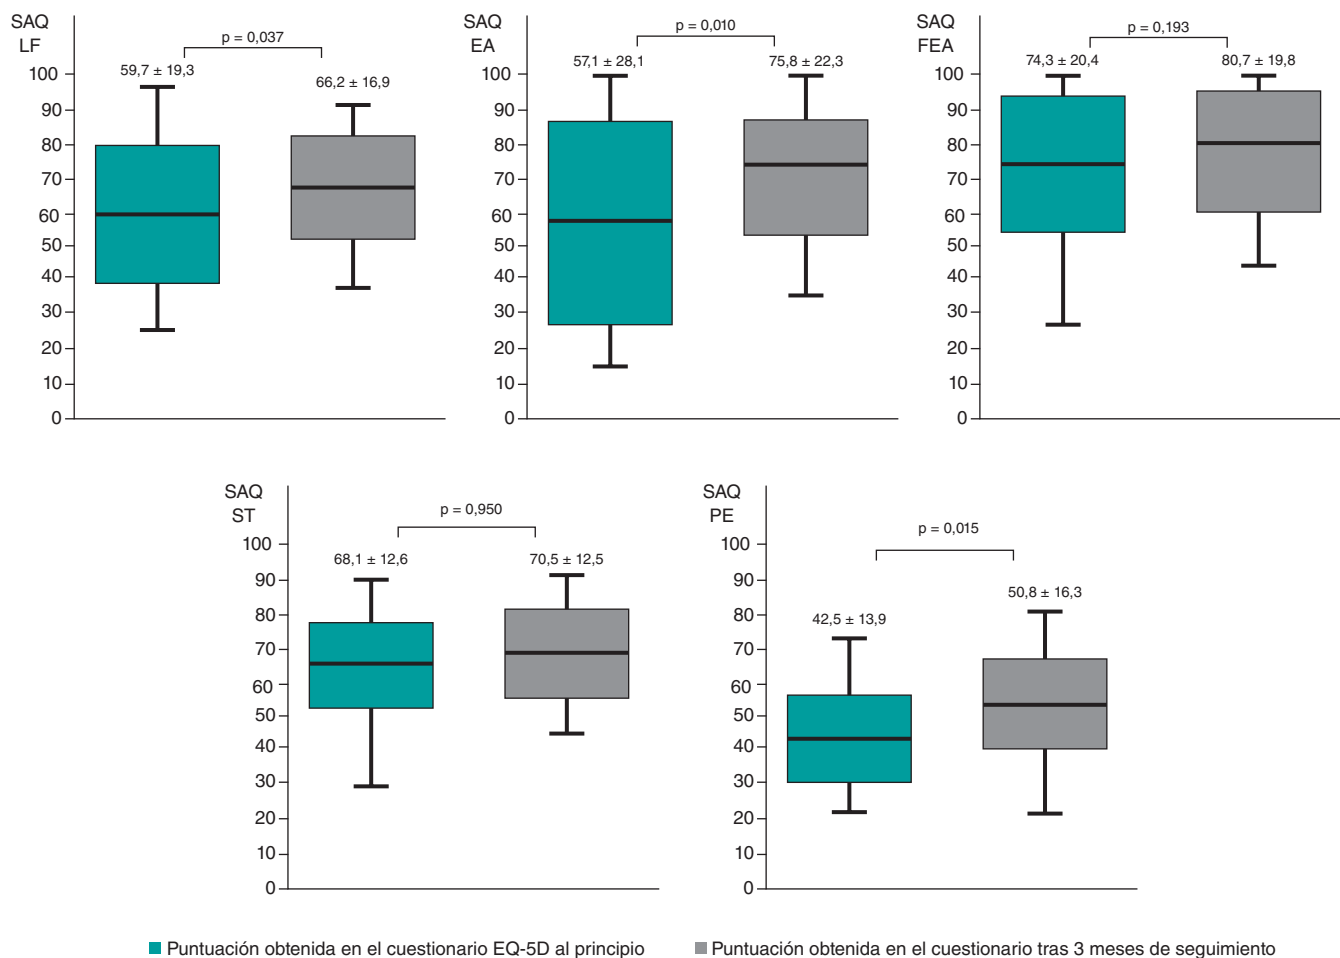 SAQ
LF
p = 0,037
59,7 ± 19,3
66,2 ± 16,9
100
90
80
70
60
50
40
30
20
10
0
SAQ
EA
p = 0,010
57,1 ± 28,1
75,8 ± 22,3
100
90
80
70
60
50
40
30
20
10
0
SAQ
FEA
p = 0,193
74,3 ± 20,4
80,7 ± 19,8
100
90
80
70
60
50
40
30
20
10
0
SAQ
ST
p = 0,950
68,1 ± 12,6
70,5 ± 12,5
100
90
80
70
60
50
40
30
20
10
0
SAQ
PE
p = 0,015
42,5 ± 13,9
50,8 ± 16,3
100
90
80
70
60
50
40
30
20
10
0
Puntuación obtenida en el cuestionario EQ-5D al principio
Puntuación obtenida en el cuestionario tras 3 meses de seguimiento